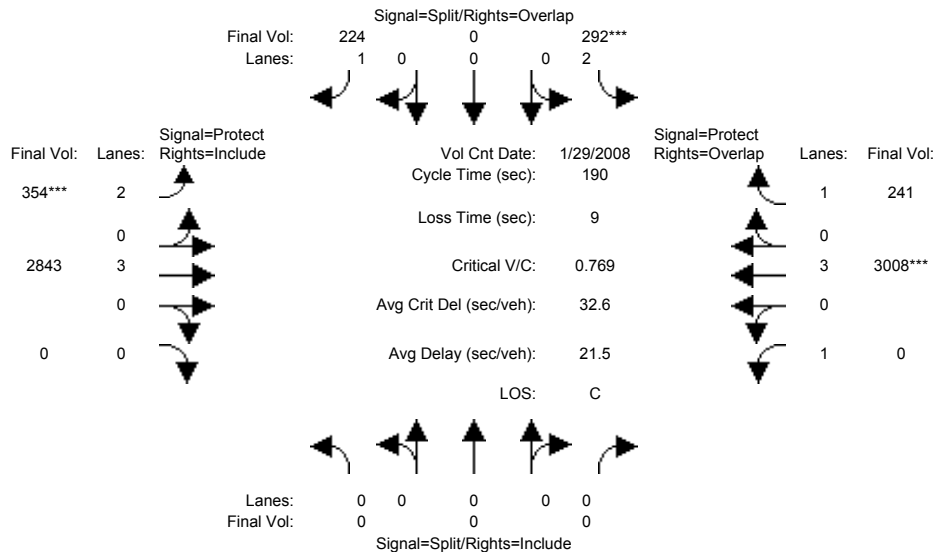 Signal=Split/Rights=Overlap
Final Vol: 224 0 292***
Lanes: 1 0 0 0 2
Signal=Protect
Final Vol: Lanes: Rights=Include
Vol Cnt Date: 1/29/2008
Signal=Protect
Rights=Overlap Lanes: Final Vol:
Cycle Time (sec): 190
354*** 2
1 241
Loss Time (sec): 9
0
0
2843 3
Critical V/C: 0.769
3 3008***
0
Avg Crit Del (sec/veh): 32.6
0
0 0
Avg Delay (sec/veh): 21.5
1 0
LOS: C
Lanes: 0 0 0 0 0
Final Vol: 0 0 0
Signal=Split/Rights=Include